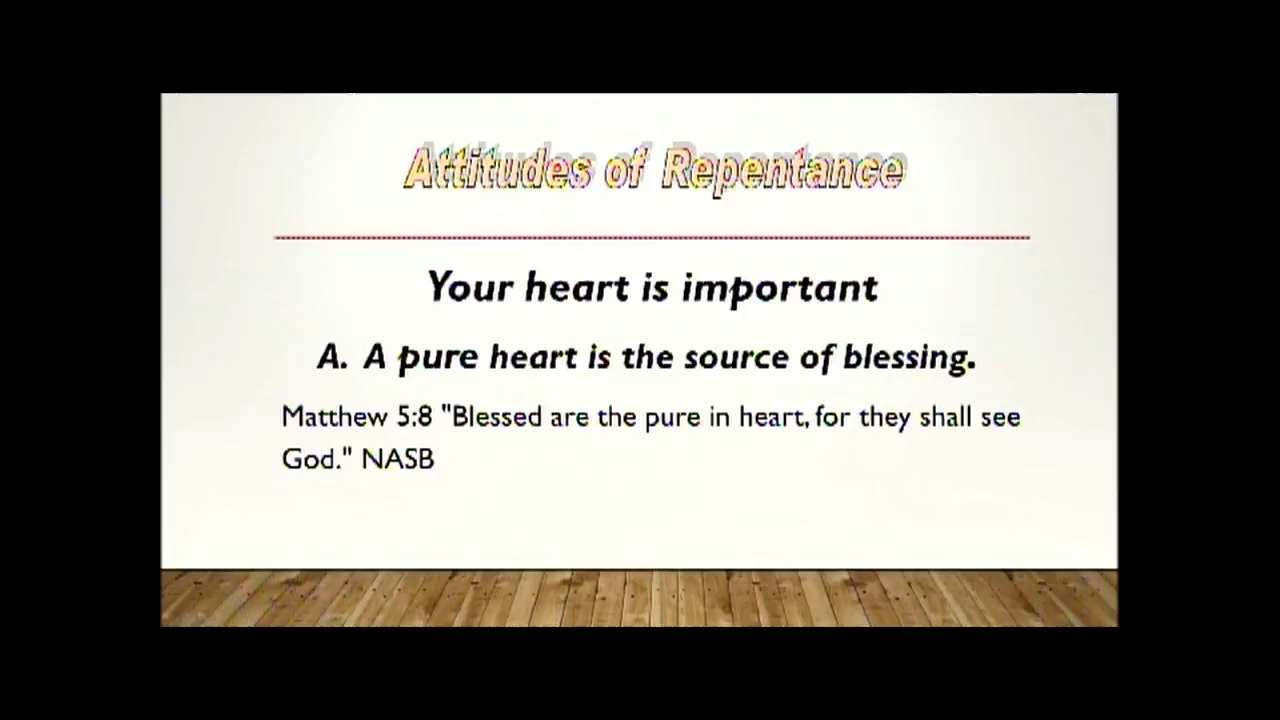 Attitudes of Repentance
Your heart is important
A. A pure heart is the source of blessing.
Matthew 5:8 "Blessed are the pure in heart, for they shall see
God." NASB